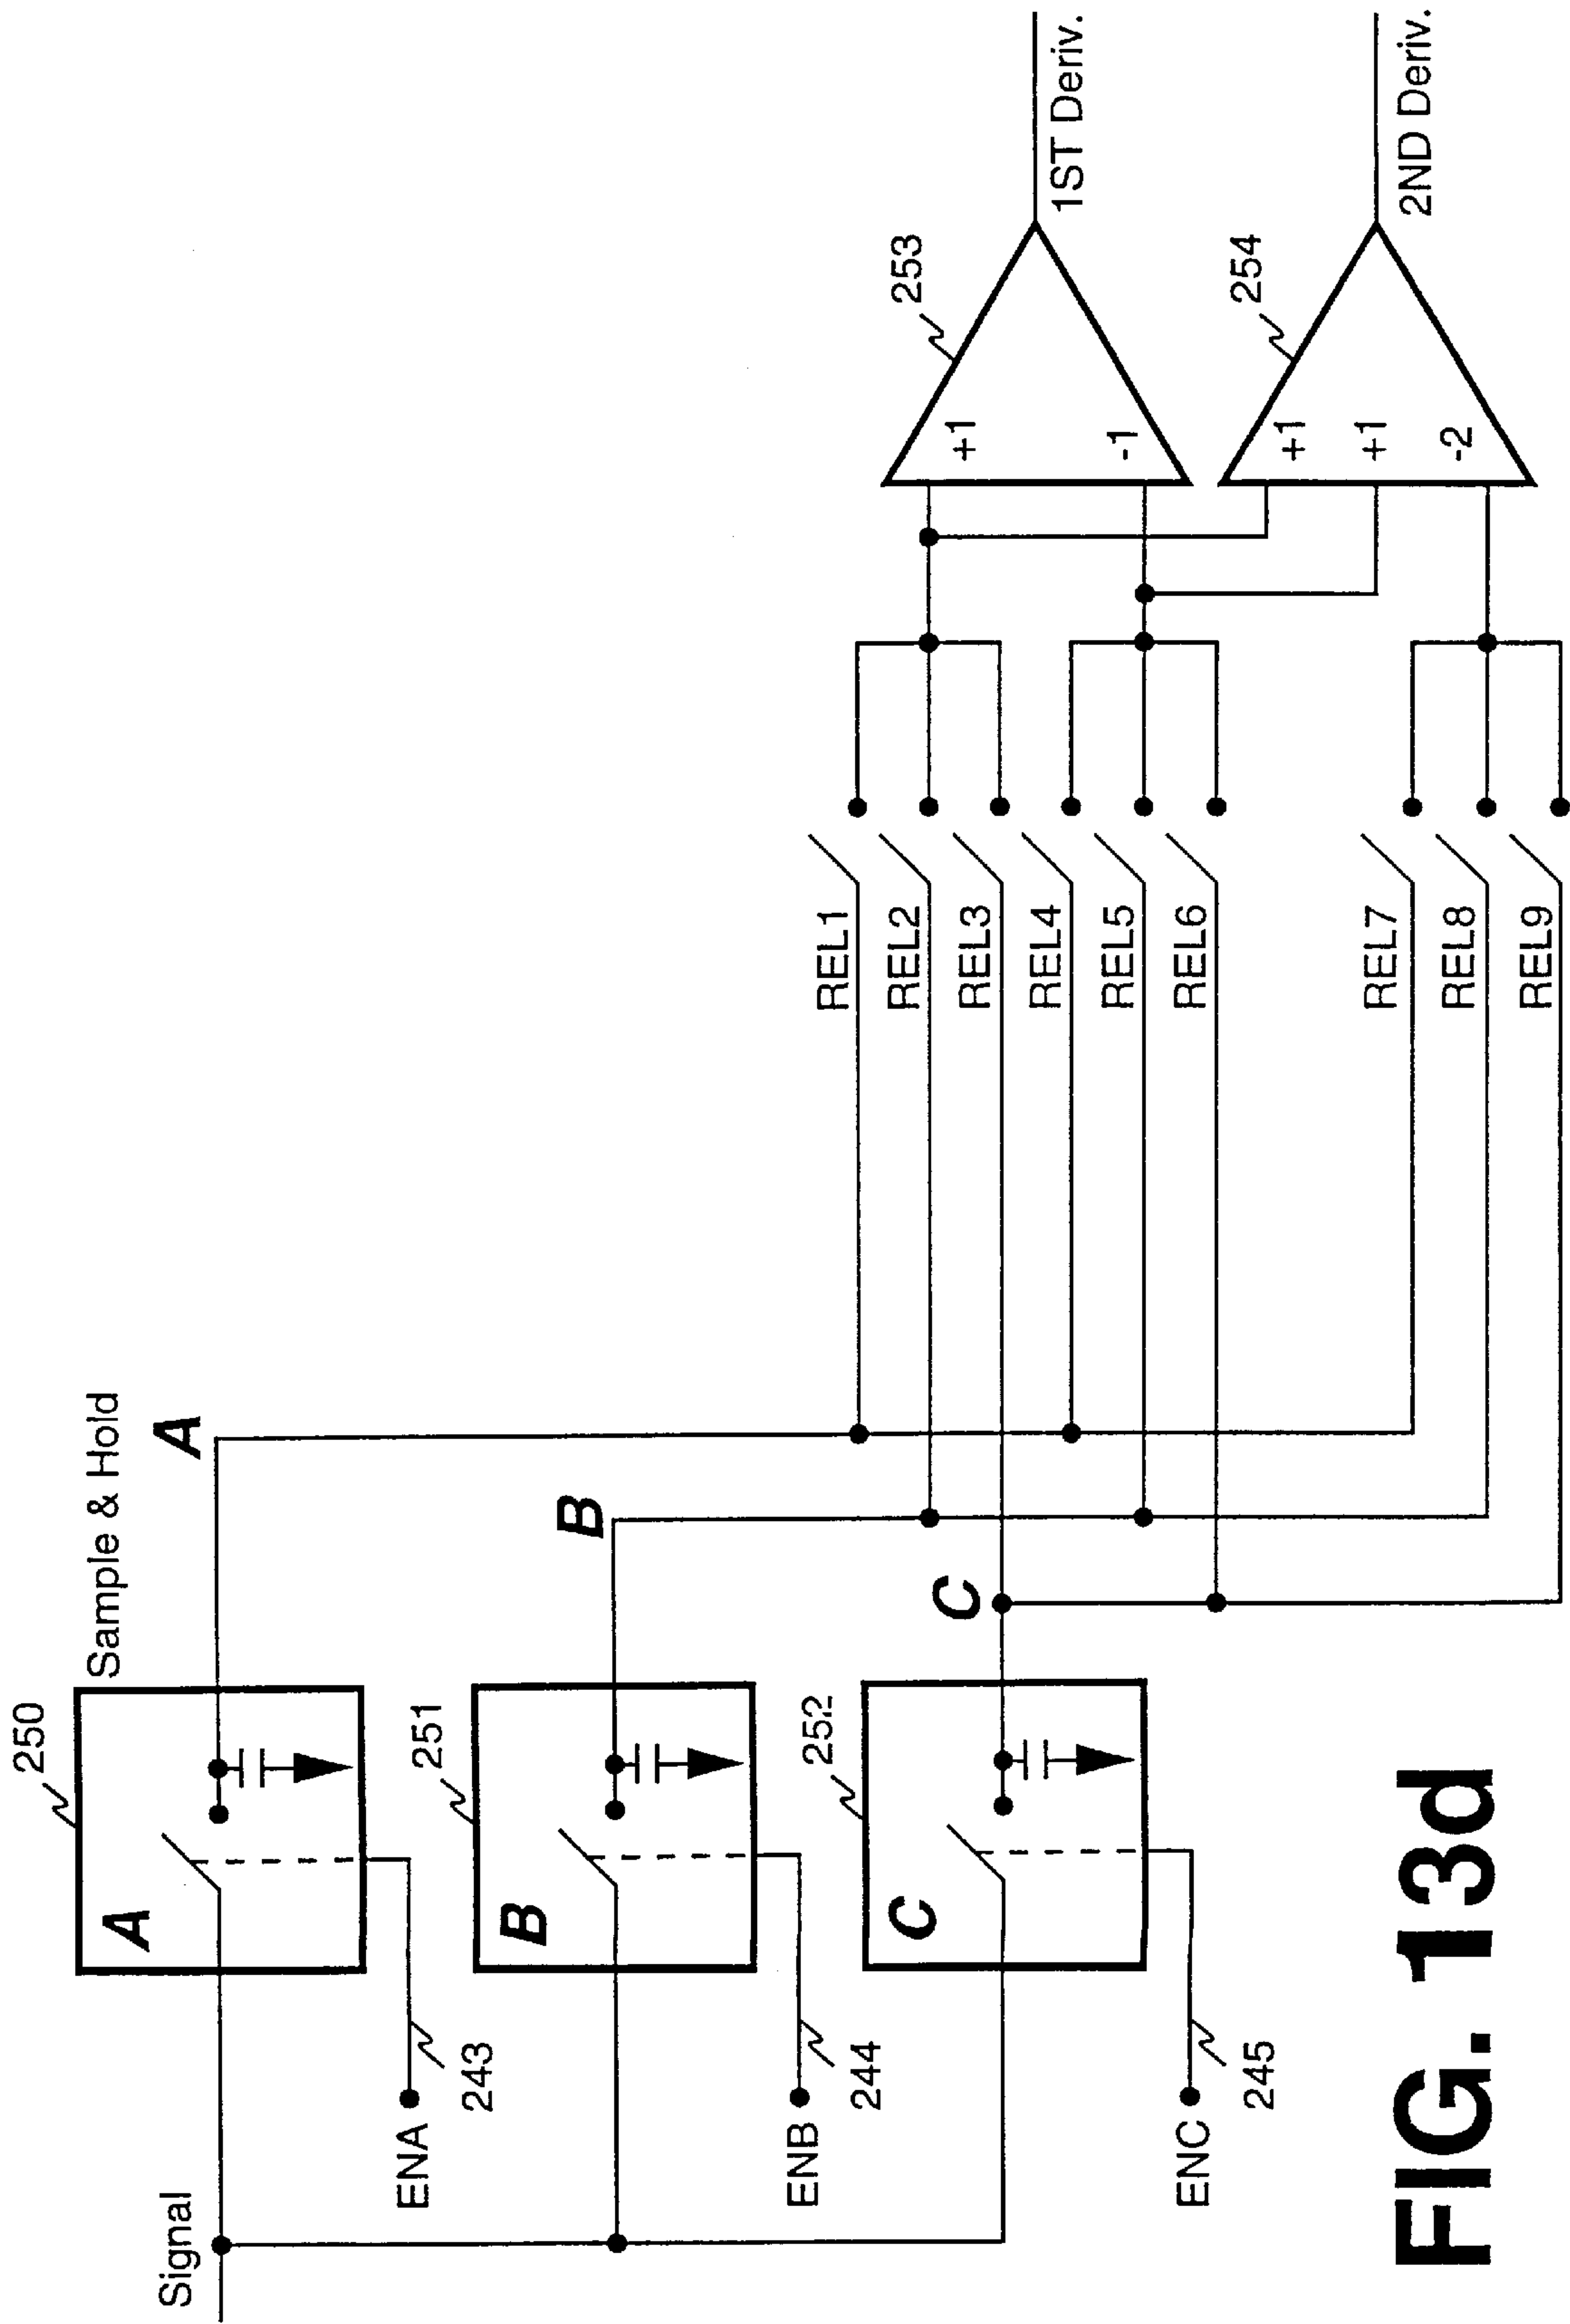 Signal
250
Sample & Hold
A
A
ENA
243
251
B
B
ENB
244
252
C
C
ENC
245
REL1
REL2
REL3
REL4
REL5
REL6
REL7
REL8
REL9
253
+1
-1
1ST Deriv.
254
+1
+1
-2
2ND Deriv.
FIG. 13d